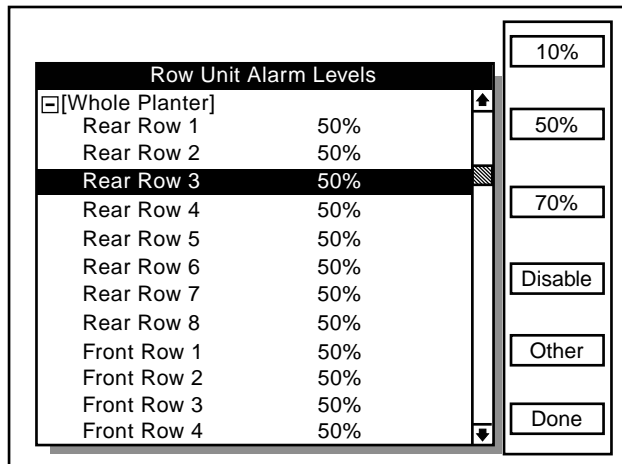 Row Unit Alarm Levels
[Whole Planter]
Rear Row 1 50%
Rear Row 2 50%
Rear Row 3 50%
Rear Row 4 50%
Rear Row 5 50%
Rear Row 6 50%
Rear Row 7 50%
Rear Row 8 50%
Front Row 1 50%
Front Row 2 50%
Front Row 3 50%
Front Row 4 50%
10%
50%
70%
Disable
Other
Done